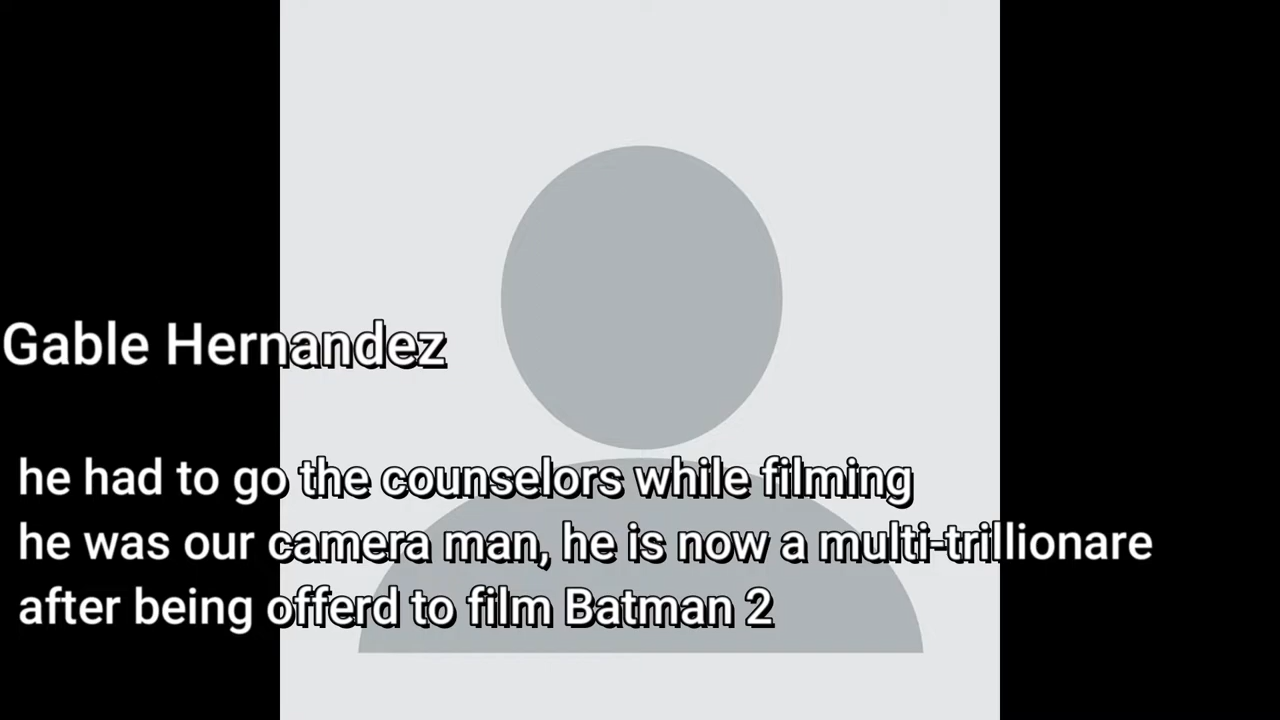 Gable Hernandez
he had to go the counselors while filming
he was our camera man, he is now a multi-trillionare
after being offerd to film Batman 2